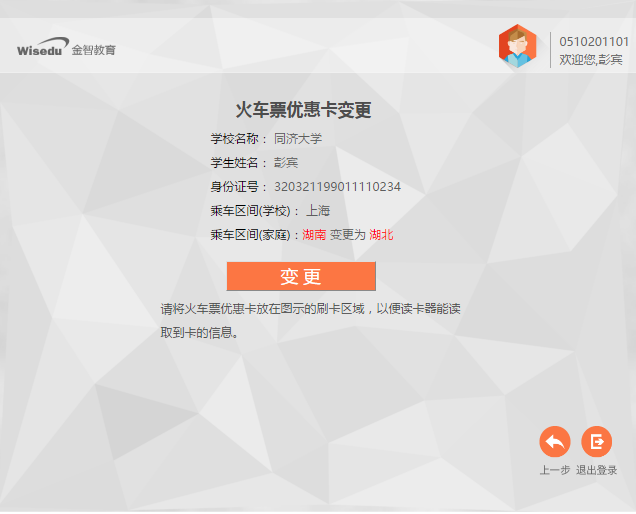 Wisedu 金智教育
0510201101
欢迎您,彭宾
火车票优惠卡变更
学校名称： 同济大学
学生姓名： 彭宾
身份证号： 320321199011110234
乘车区间(学校)： 上海
乘车区间(家庭)：湖南 变更为 湖北
变更
请将火车票优惠卡放在图示的刷卡区域，以便读卡器能读
取到卡的信息。
上一步 退出登录